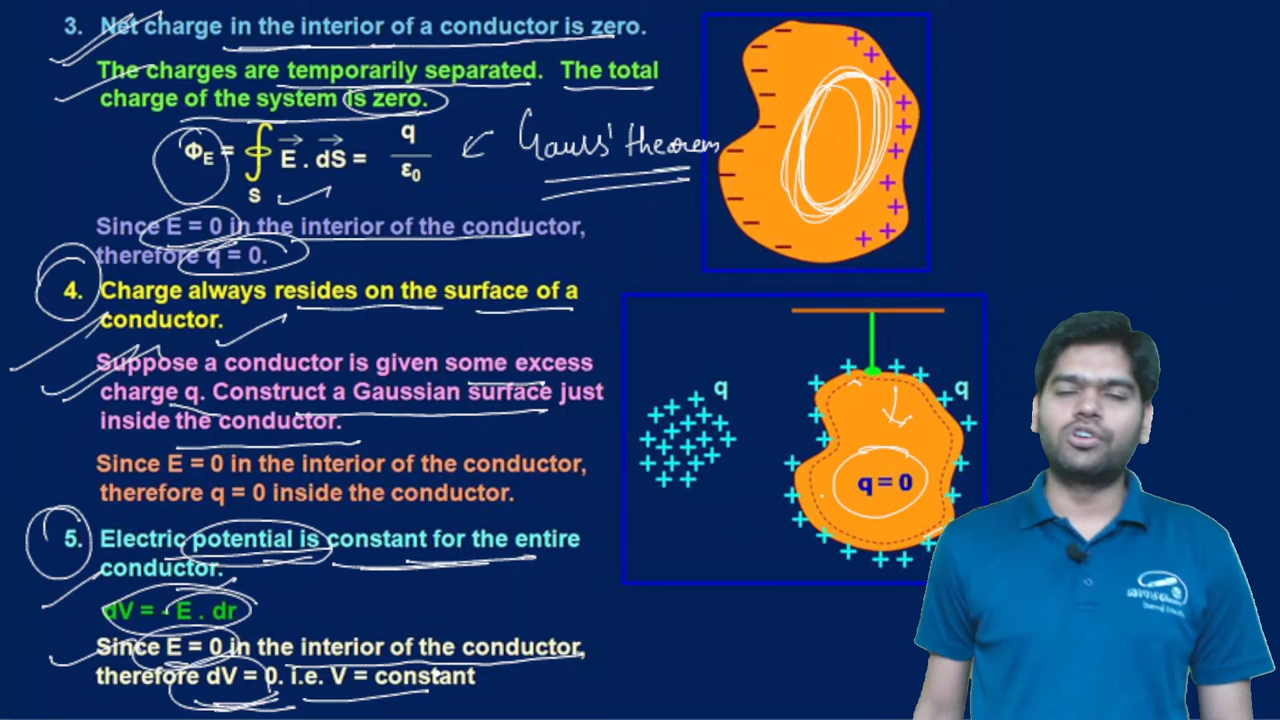 3. Net charge in the interior of a conductor is zero.
The charges are temporarily separated. The total
charge of the system is zero.
Φ_E = ∮_S E⃗ . dS⃗ = q / ε₀
Gauss' theorem
Since E = 0 in the interior of the conductor,
therefore q = 0.
4. Charge always resides on the surface of a
conductor.
Suppose a conductor is given some excess
charge q. Construct a Gaussian surface just
inside the conductor.
Since E = 0 in the interior of the conductor,
therefore q = 0 inside the conductor.
5. Electric potential is constant for the entire
conductor.
dV = - E . dr
Since E = 0 in the interior of the conductor,
therefore dV = 0. i.e. V = constant
q
q
q = 0